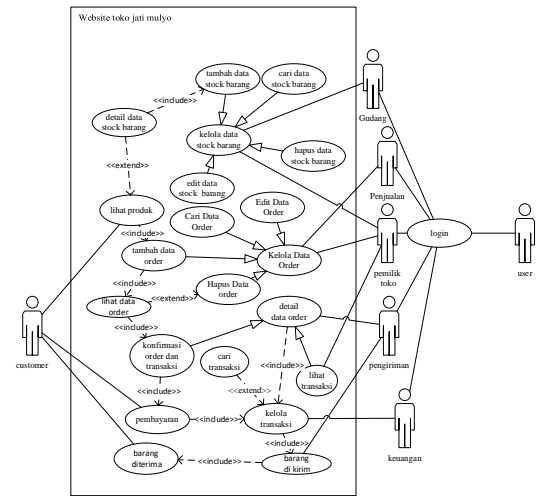 Website toko jati mulyo
tambah data
stock barang
cari data
stock barang
<<include>>
detail data
stock barang
Gudang
kelola data
stock barang
<<extend>>
hapus data
stock barang
edit data
stock barang
Penjualan
Edit Data
Order
lihat produk
Cari Data
Order
<<include>>
login
tambah data
order
Kelola Data
Order
pemilik
toko
user
<<include>>
Hapus Data
order
<<extend>>
lihat data
order
detail
data order
<<include>>
customer
konfirmasi
order dan
transaksi
cari
transaksi
<<include>>
pengiriman
lihat
transaksi
<<include>>
<<extend>>
pembayaran
<<include>>
kelola
transaksi
<<include>>
keuangan
barang
diterima
<<include>>
barang
di kirim